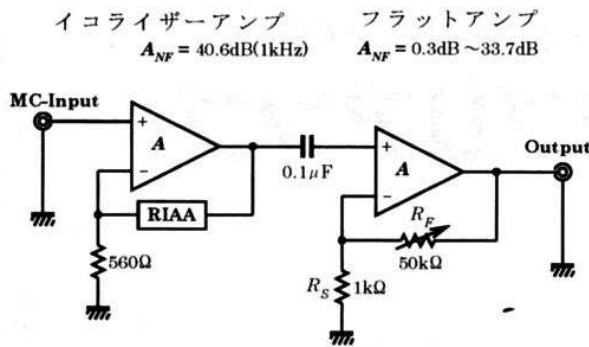 イコライザーアンプ
A_NF = 40.6dB(1kHz)
フラットアンプ
A_NF = 0.3dB～33.7dB
MC-Input
+
A
−
RIAA
560Ω
0.1μF
+
A
−
Output
R_F
50kΩ
R_S
1kΩ